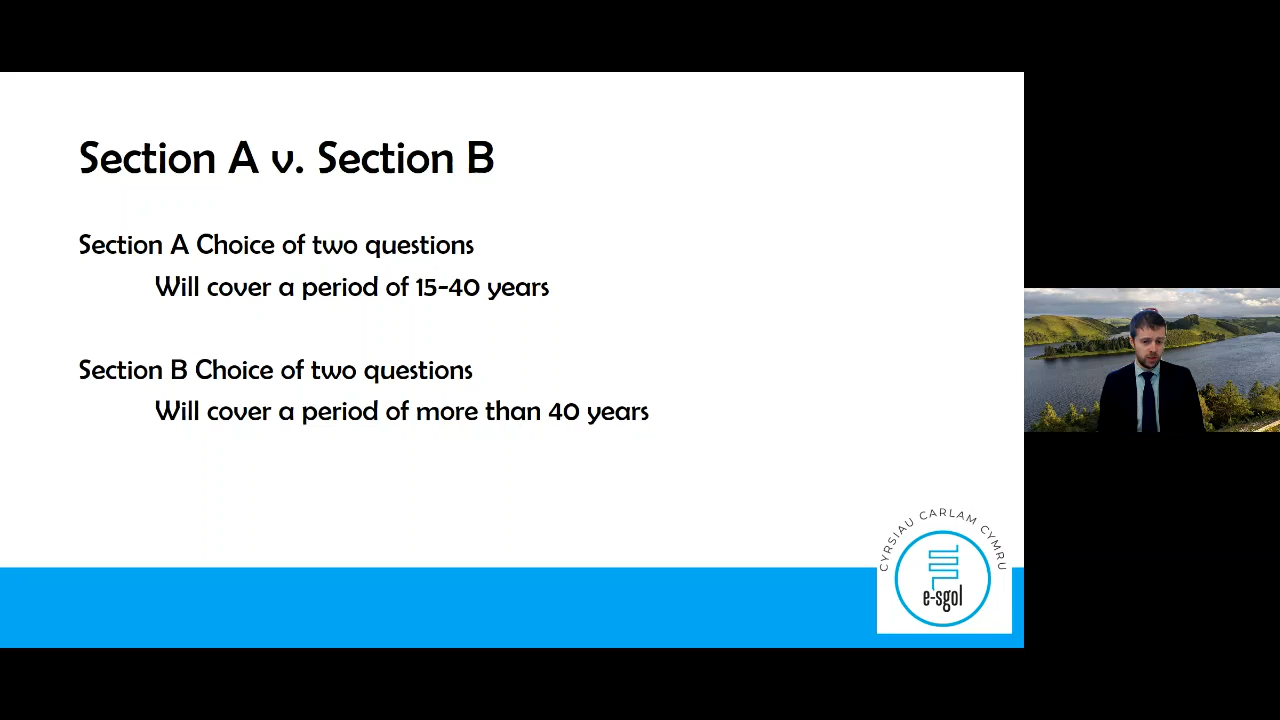 Section A v. Section B
Section A Choice of two questions
Will cover a period of 15-40 years
Section B Choice of two questions
Will cover a period of more than 40 years
CYRSIAU CARLAM CYMRU
e-sgol